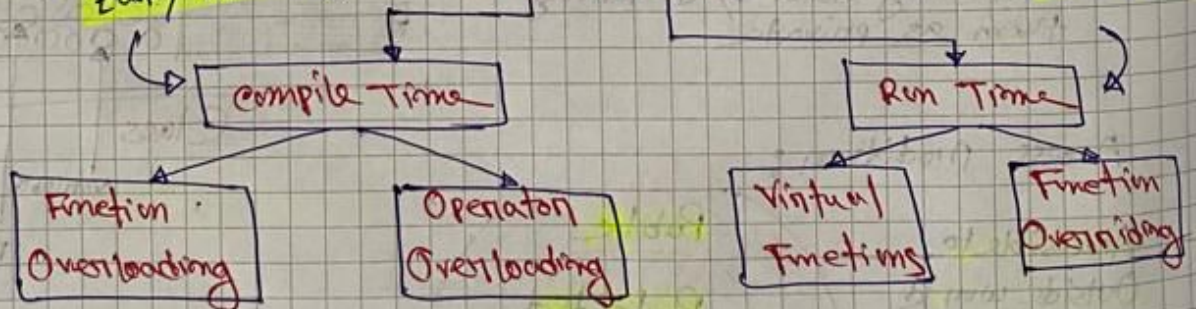 Compile Time
Run Time
Function
Overloading
Operator
Overloading
Virtual
Functions
Function
Overriding